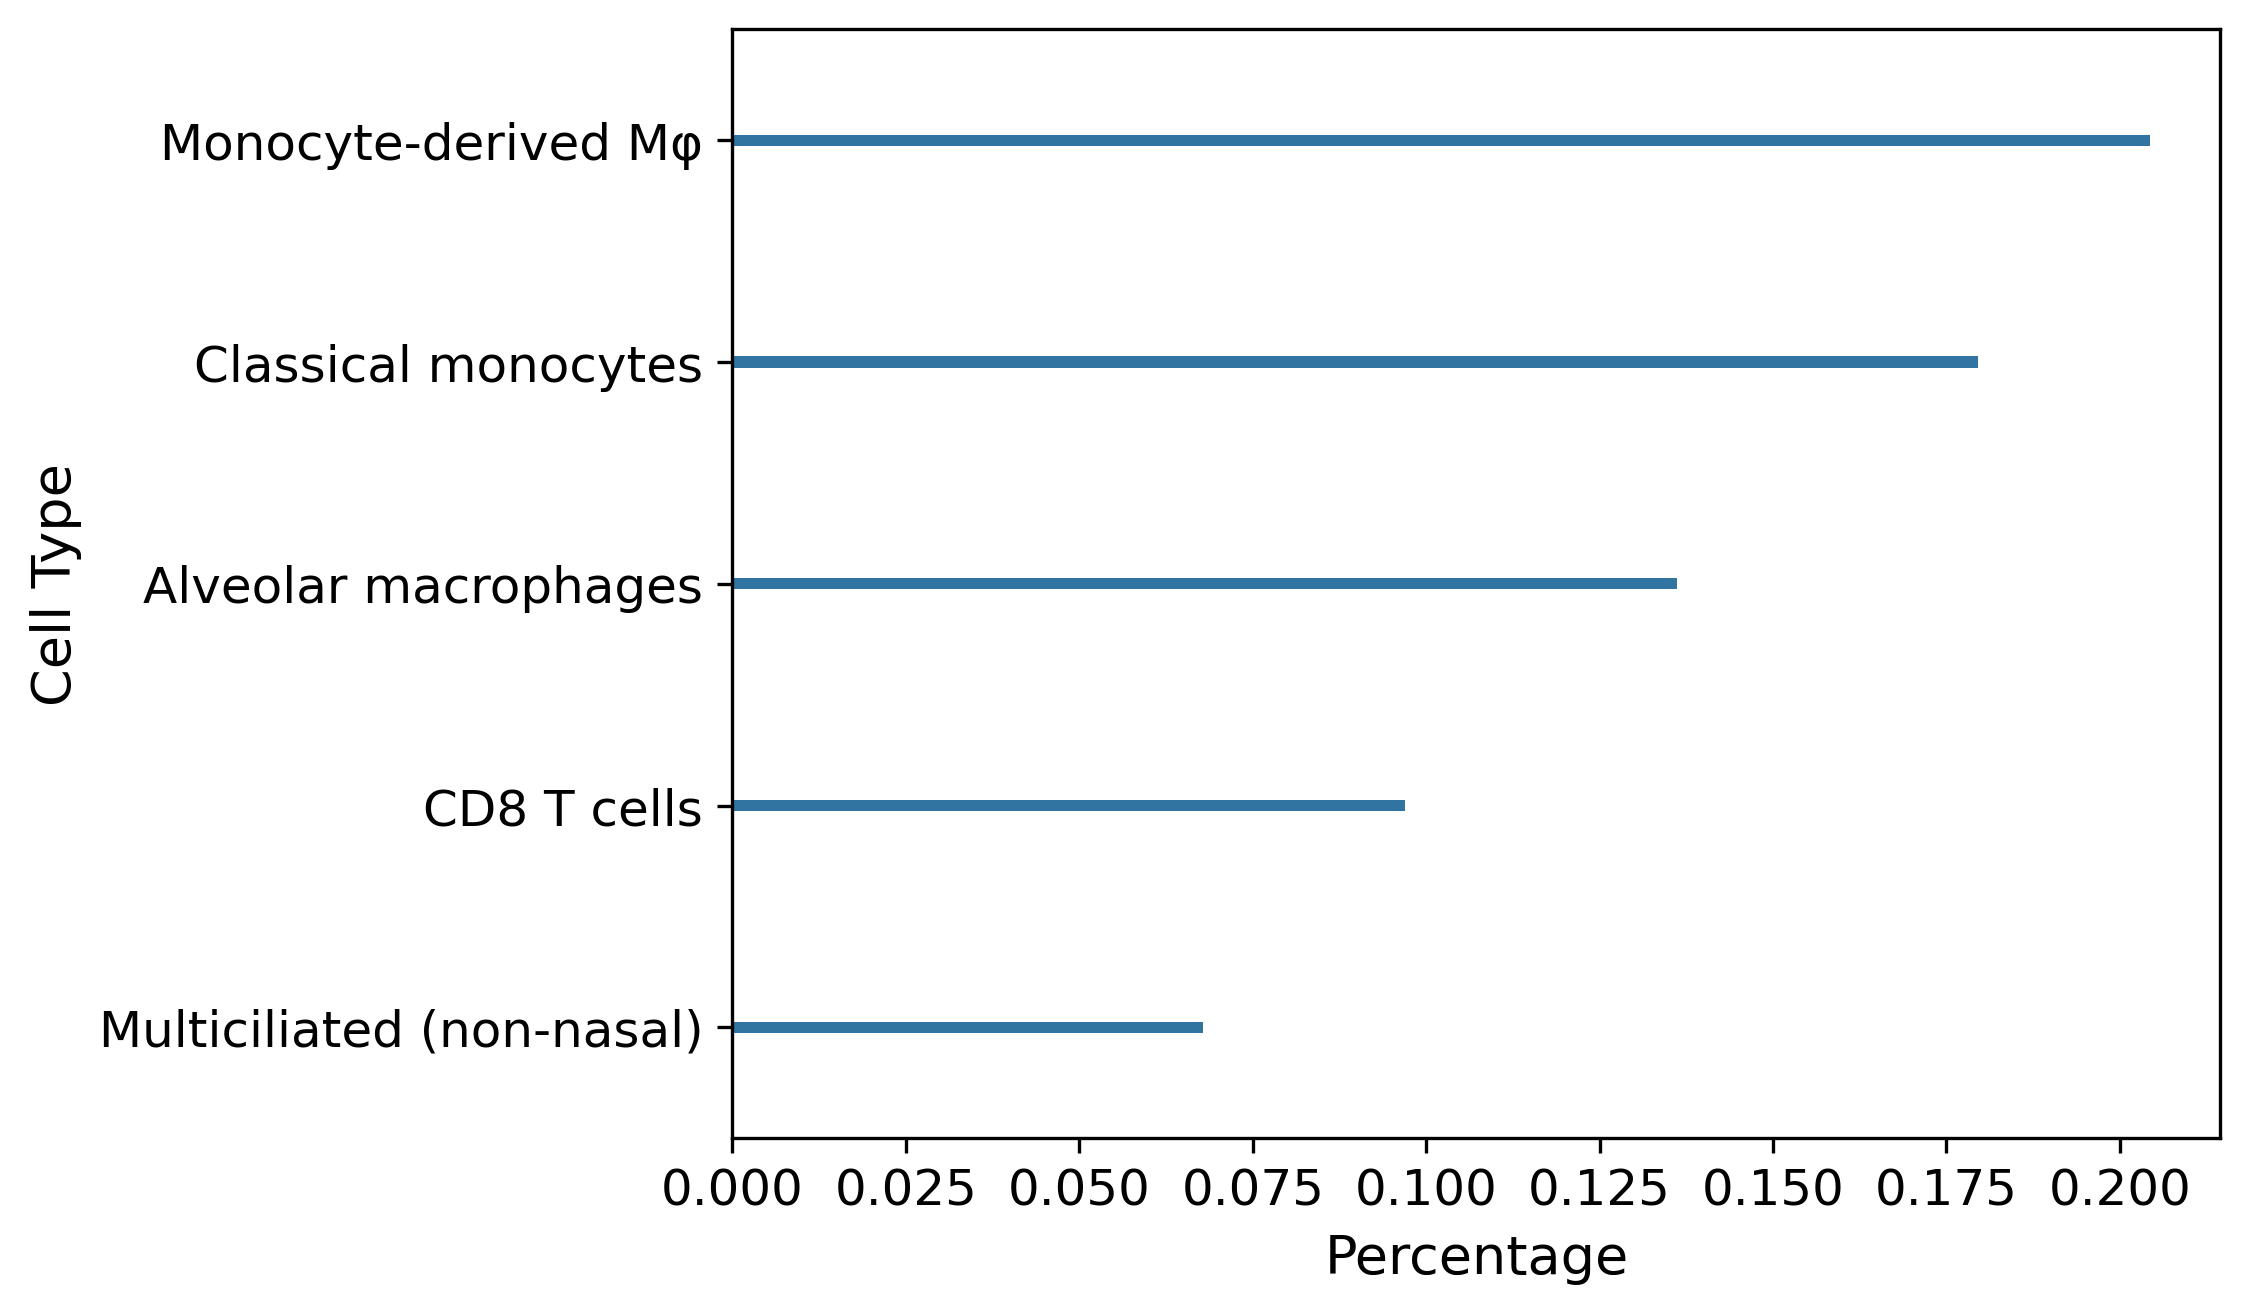 Monocyte-derived Mφ
Classical monocytes
Alveolar macrophages
CD8 T cells
Multiciliated (non-nasal)
Cell Type
0.000 0.025 0.050 0.075 0.100 0.125 0.150 0.175 0.200
Percentage